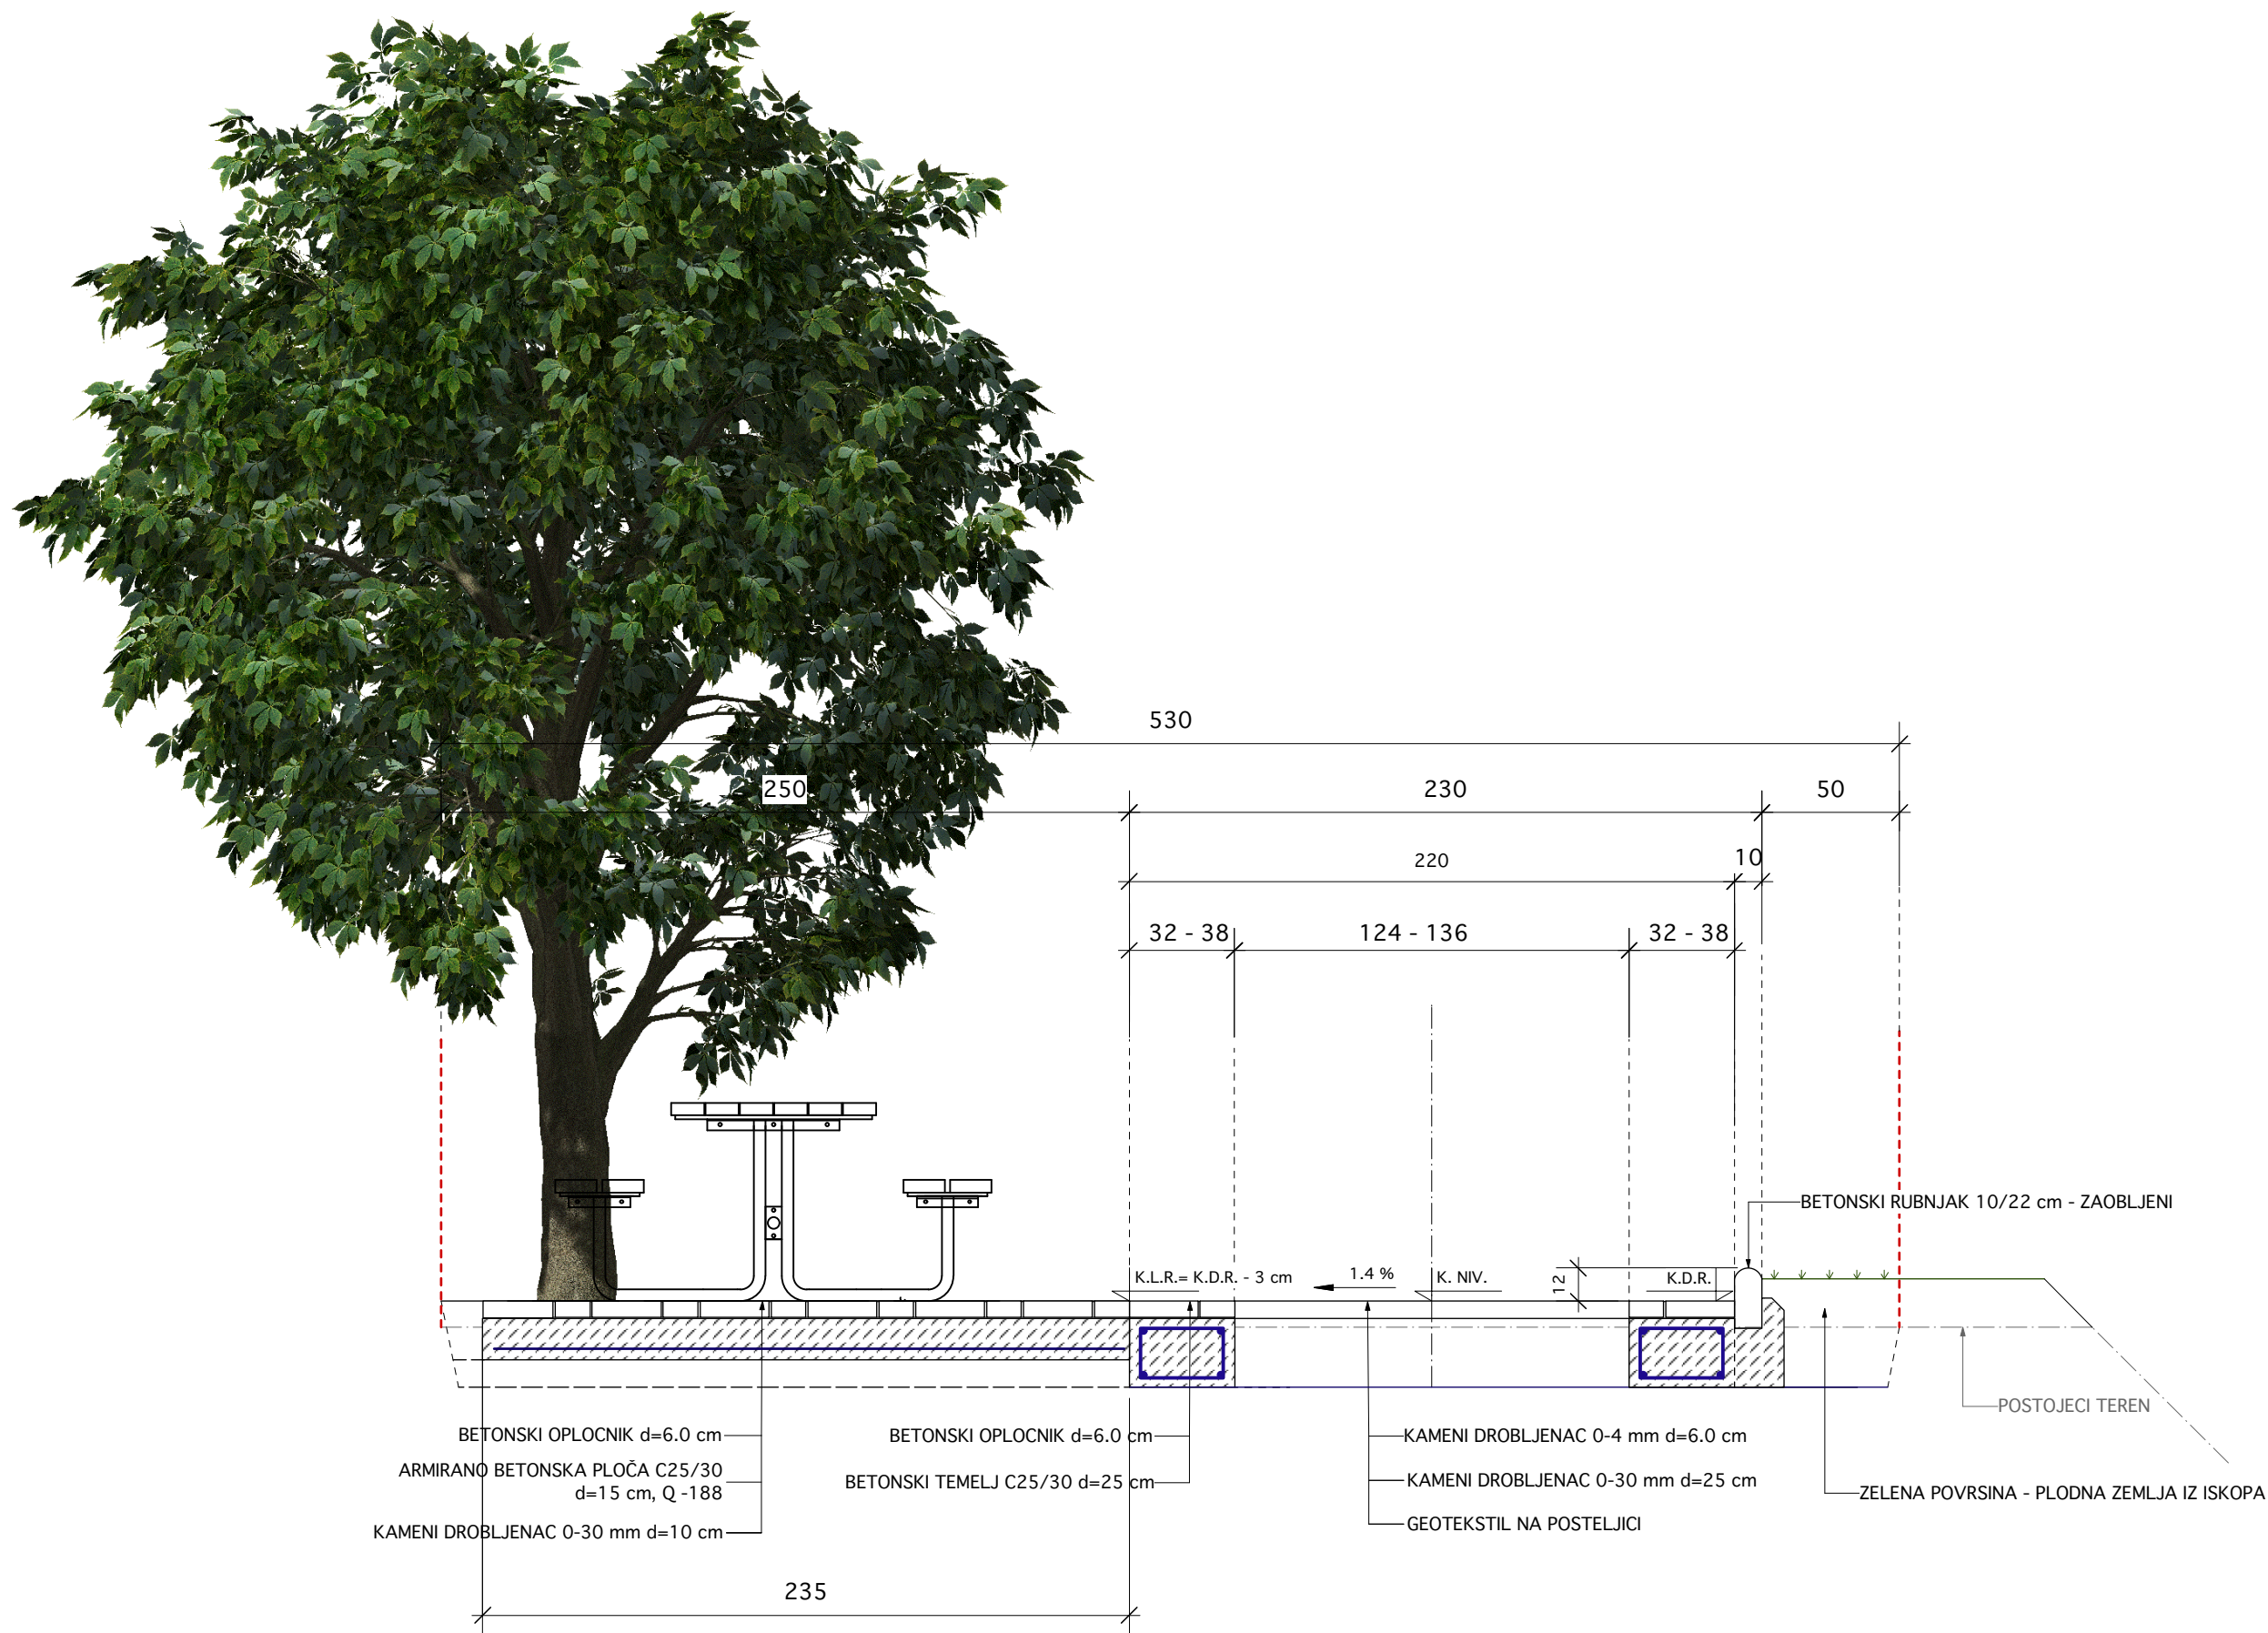 530
250
230
50
220
10
32 - 38
124 - 136
32 - 38
BETONSKI RUBNJAK 10/22 cm - ZAOBLJENI
K.L.R.= K.D.R. - 3 cm
1.4 %
K. NIV.
12
K.D.R.
POSTOJECI TEREN
BETONSKI OPLOCNIK d=6.0 cm
ARMIRANO BETONSKA PLOČA C25/30
d=15 cm, Q -188
KAMENI DROBLJENAC 0-30 mm d=10 cm
BETONSKI OPLOCNIK d=6.0 cm
BETONSKI TEMELJ C25/30 d=25 cm
KAMENI DROBLJENAC 0-4 mm d=6.0 cm
KAMENI DROBLJENAC 0-30 mm d=25 cm
GEOTEKSTIL NA POSTELJICI
ZELENA POVRSINA - PLODNA ZEMLJA IZ ISKOPA
235